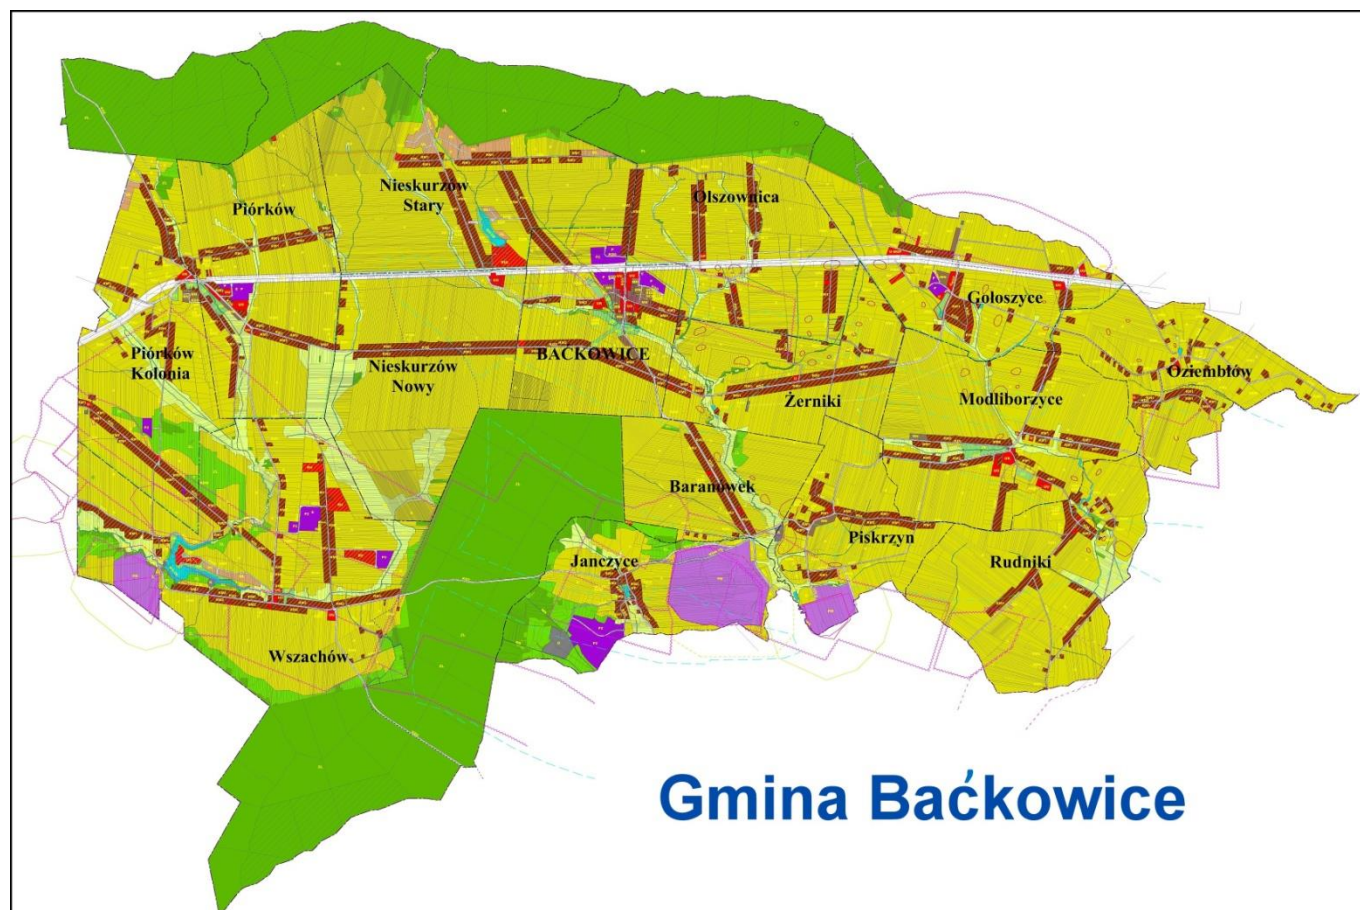 Nieskurzów
Stary
Olszownica
Piórków
Gołoszyce
Piórków
Kolonia
Nieskurzów
Nowy
BAĆKOWICE
Żerniki
Modliborzyce
Oziembłów
Baranówek
Piskrzyn
Janczyce
Rudniki
Wszachów
Gmina Baćkowice